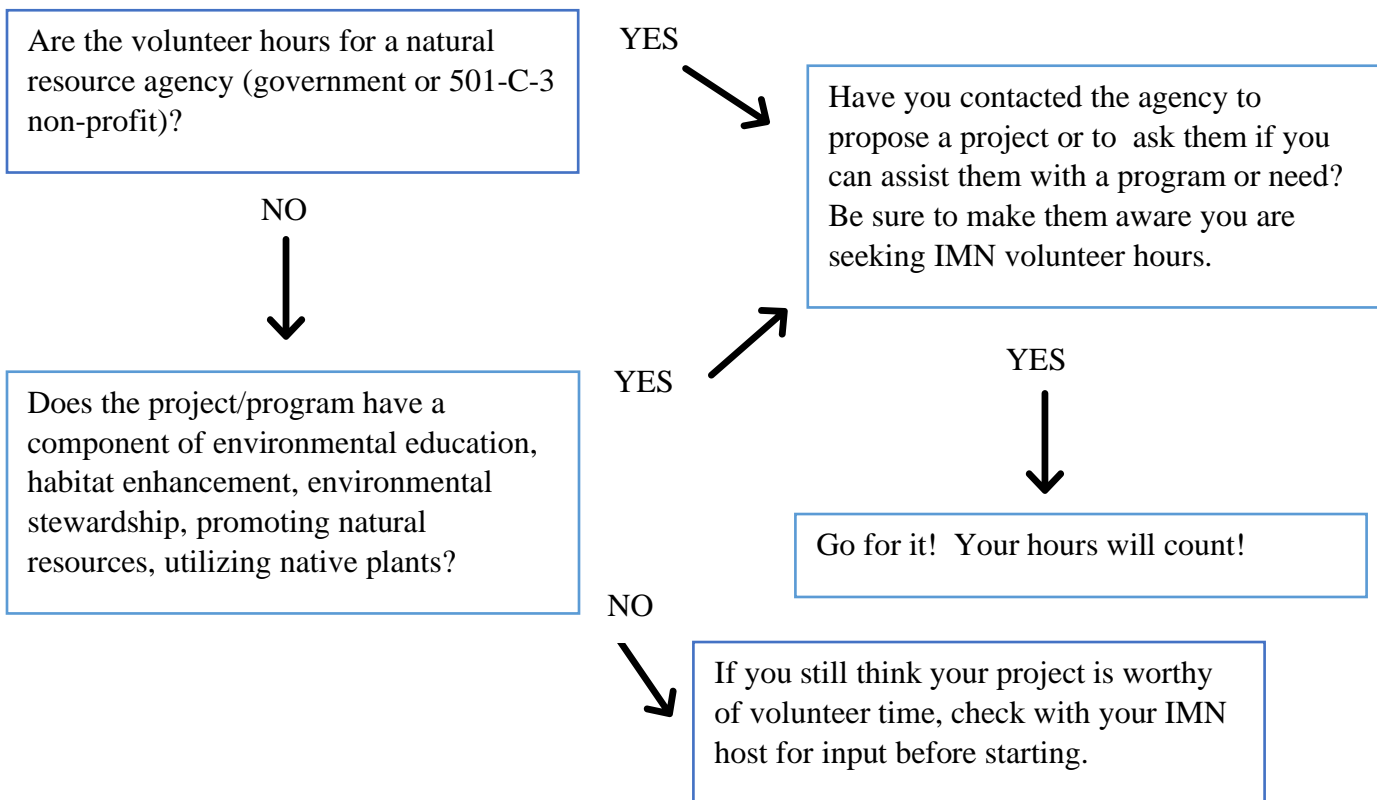 Are the volunteer hours for a natural
resource agency (government or 501-C-3
non-profit)?
YES
Have you contacted the agency to
propose a project or to  ask them if you
can assist them with a program or need?
Be sure to make them aware you are
seeking IMN volunteer hours.
NO
Does the project/program have a
component of environmental education,
habitat enhancement, environmental
stewardship, promoting natural
resources, utilizing native plants?
YES
YES
Go for it!  Your hours will count!
NO
If you still think your project is worthy
of volunteer time, check with your IMN
host for input before starting.